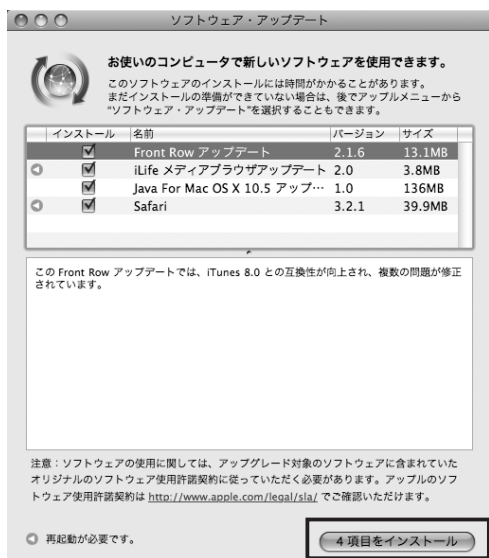 ソフトウェア・アップデート
お使いのコンピュータで新しいソフトウェアを使用できます。
このソフトウェアのインストールには時間がかかることがあります。
まだインストールの準備ができていない場合は、後でアップルメニューから
“ソフトウェア・アップデート”を選択することもできます。
インストール 名前 バージョン サイズ
Front Row アップデート 2.1.6 13.1MB
iLife メディアブラウザアップデート 2.0 3.8MB
Java For Mac OS X 10.5 アップ… 1.0 136MB
Safari 3.2.1 39.9MB
この Front Row アップデートでは、iTunes 8.0 との互換性が向上され、複数の問題が修正
されています。
注意：ソフトウェアの使用に関しては、アップグレード対象のソフトウェアに含まれていた
オリジナルのソフトウェア使用許諾契約に従っていただく必要があります。アップルのソフ
トウェア使用許諾契約は http://www.apple.com/legal/sla/ でご確認いただけます。
再起動が必要です。
4 項目をインストール